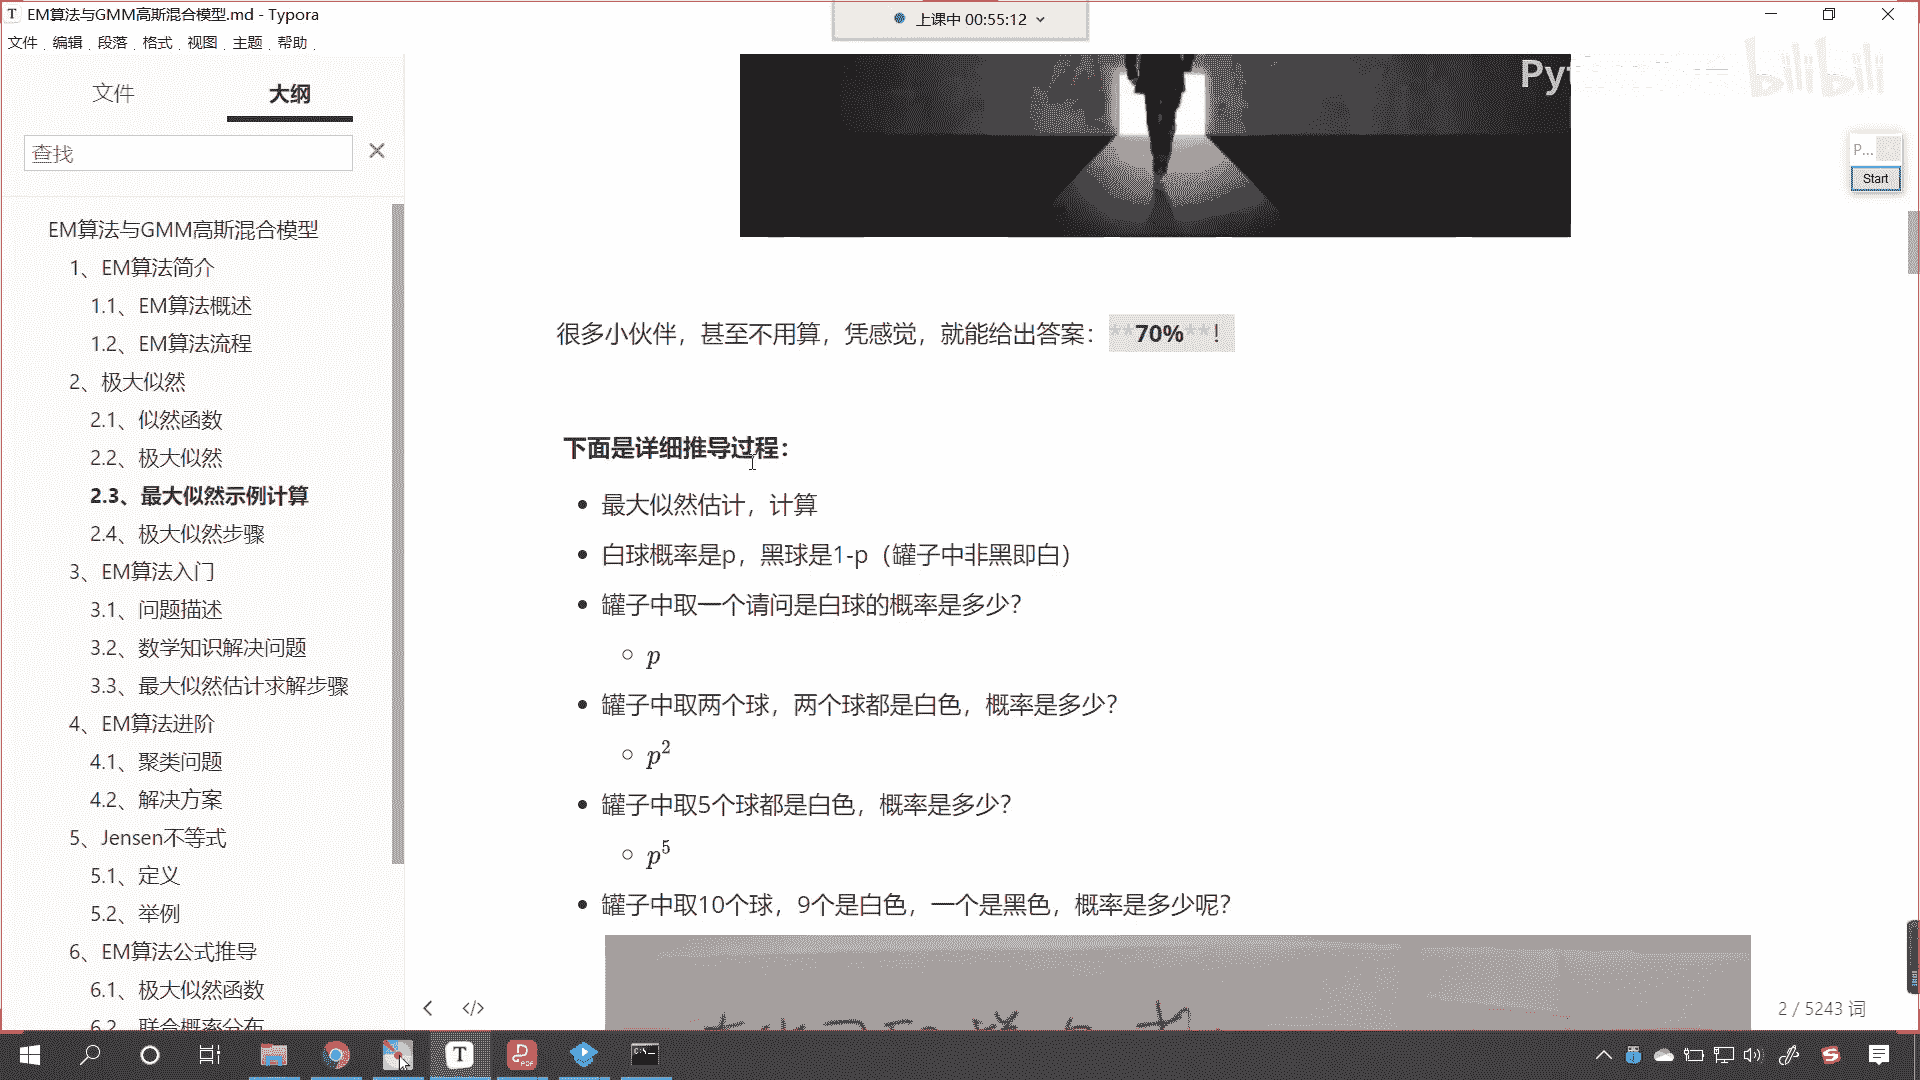 EM算法与GMM高斯混合模型.md - Typora
上课中 00:55:12
文件 编辑 段落 格式 视图 主题 帮助
文件 大纲
查找
EM算法与GMM高斯混合模型
1、EM算法简介
1.1、EM算法概述
1.2、EM算法流程
2、极大似然
2.1、似然函数
2.2、极大似然
2.3、最大似然示例计算
2.4、极大似然步骤
3、EM算法入门
3.1、问题描述
3.2、数学知识解决问题
3.3、最大似然估计求解步骤
4、EM算法进阶
4.1、聚类问题
4.2、解决方案
5、Jensen不等式
5.1、定义
5.2、举例
6、EM算法公式推导
6.1、极大似然函数
6.2、联合概率分布
bilibili
P...
Start
很多小伙伴，甚至不用算，凭感觉，就能给出答案：**70%**！
下面是详细推导过程：
最大似然估计，计算
白球概率是p，黑球是1-p（罐子中非黑即白）
罐子中取一个请问是白球的概率是多少？
p
罐子中取两个球，两个球都是白色，概率是多少？
p²
罐子中取5个球都是白色，概率是多少？
p⁵
罐子中取10个球，9个是白色，一个是黑色，概率是多少呢？
2 / 5243 词